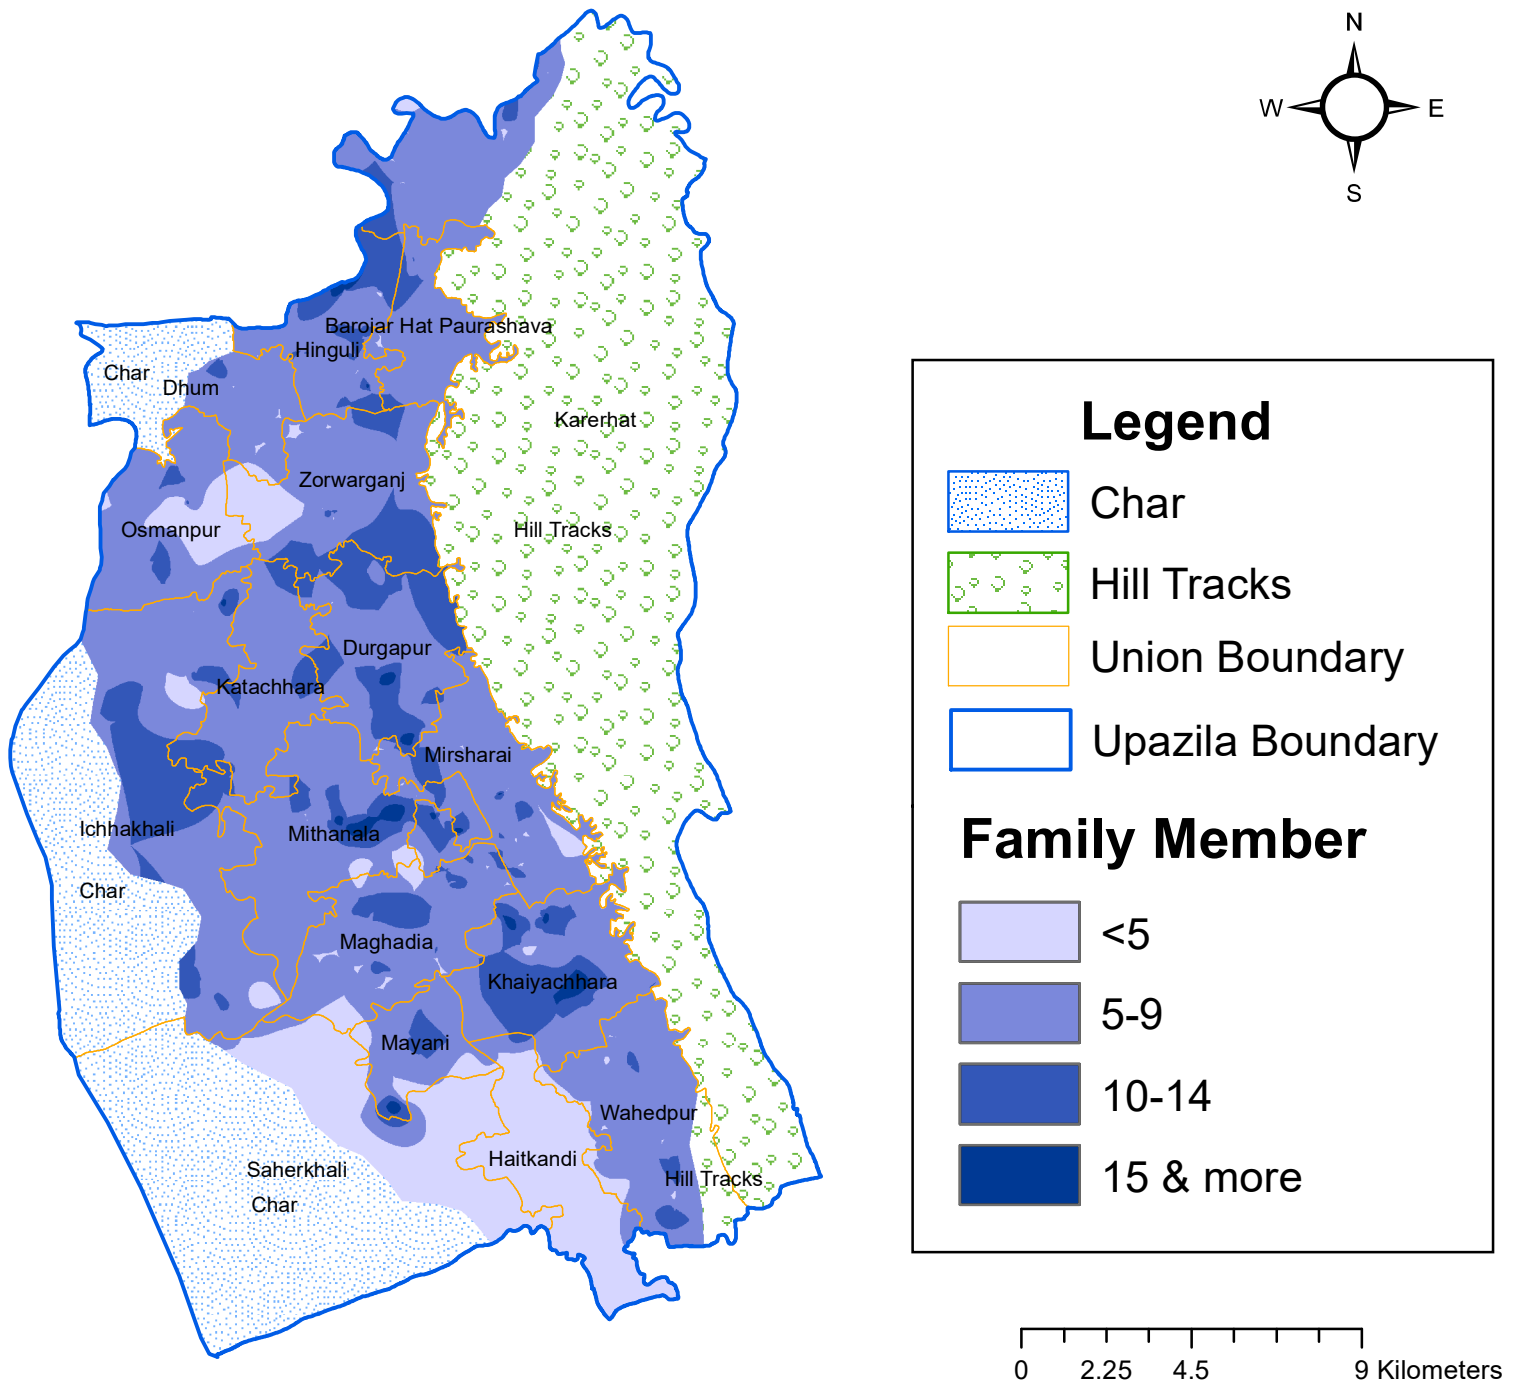 N
W E
S
Baroiar Hat Paurashava
Hinguli
Char
Dhum
Karerhat
Zorwarganj
Osmanpur
Hill Tracks
Durgapur
Katachhara
Mirsharai
Ichhakhali
Mithanala
Char
Maghadia
Khaiyachhara
Mayani
Wahedpur
Haitkandi
Saherkhali
Hill Tracks
Char
Legend
Char
Hill Tracks
Union Boundary
Upazila Boundary
Family Member
<5
5-9
10-14
15 & more
0 2.25 4.5 9 Kilometers